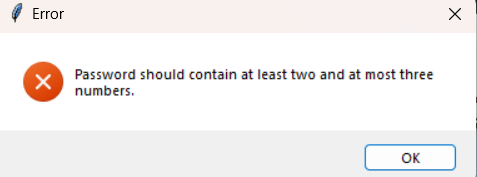 Error
Password should contain at least two and at most three
numbers.
OK